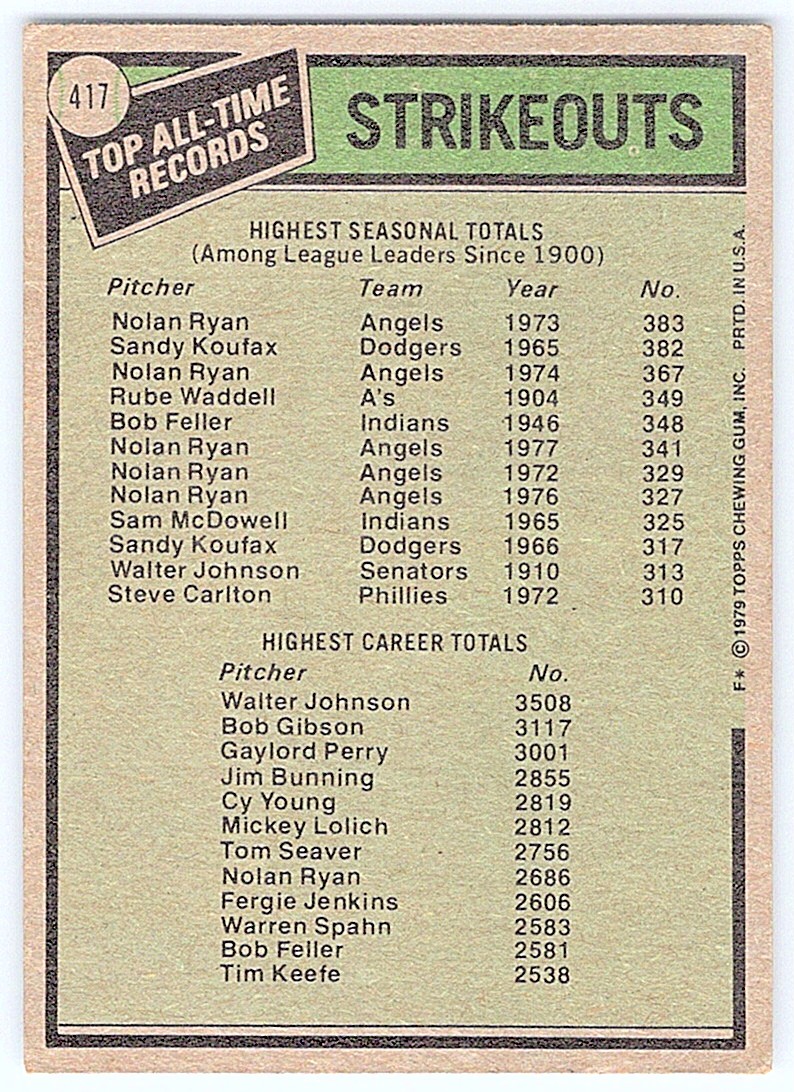 417
TOP ALL-TIME
RECORDS
STRIKEOUTS
HIGHEST SEASONAL TOTALS
(Among League Leaders Since 1900)
Pitcher Team Year No.
Nolan Ryan Angels 1973 383
Sandy Koufax Dodgers 1965 382
Nolan Ryan Angels 1974 367
Rube Waddell A's 1904 349
Bob Feller Indians 1946 348
Nolan Ryan Angels 1977 341
Nolan Ryan Angels 1972 329
Nolan Ryan Angels 1976 327
Sam McDowell Indians 1965 325
Sandy Koufax Dodgers 1966 317
Walter Johnson Senators 1910 313
Steve Carlton Phillies 1972 310
HIGHEST CAREER TOTALS
Pitcher No.
Walter Johnson 3508
Bob Gibson 3117
Gaylord Perry 3001
Jim Bunning 2855
Cy Young 2819
Mickey Lolich 2812
Tom Seaver 2756
Nolan Ryan 2686
Fergie Jenkins 2606
Warren Spahn 2583
Bob Feller 2581
Tim Keefe 2538
F* © 1979 TOPPS CHEWING GUM, INC. PRTD. IN U.S.A.